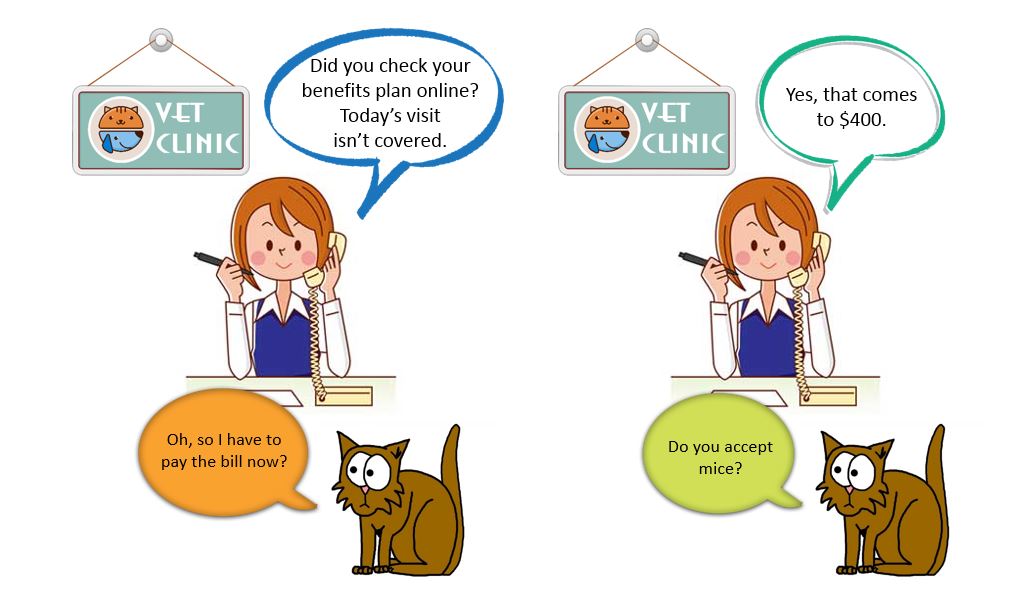 VET
CLINIC
Did you check your
benefits plan online?
Today's visit
isn't covered.
Oh, so I have to
pay the bill now?
VET
CLINIC
Yes, that comes
to $400.
Do you accept
mice?